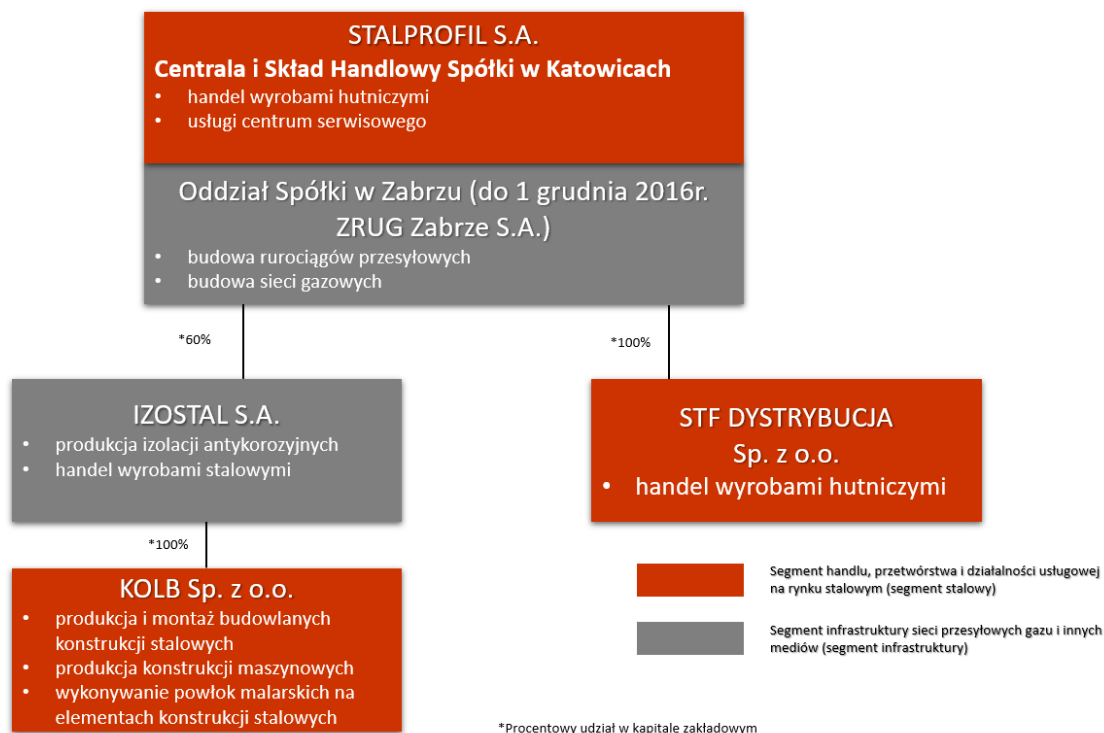 STALPROFIL S.A.
Centrala i Skład Handlowy Spółki w Katowicach
• handel wyrobami hutniczymi
• usługi centrum serwisowego
Oddział Spółki w Zabrzu (do 1 grudnia 2016r.
ZRUG Zabrze S.A.)
• budowa rurociągów przesyłowych
• budowa sieci gazowych
*60%
*100%
IZOSTAL S.A.
• produkcja izolacji antykorozyjnych
• handel wyrobami stalowymi
STF DYSTRYBUCJA
Sp. z o.o.
• handel wyrobami hutniczymi
*100%
KOLB Sp. z o.o.
• produkcja i montaż budowlanych
konstrukcji stalowych
• produkcja konstrukcji maszynowych
• wykonywanie powłok malarskich na
elementach konstrukcji stalowych
Segment handlu, przetwórstwa i działalności usługowej
na rynku stalowym (segment stalowy)
Segment infrastruktury sieci przesyłowych gazu i innych
mediów (segment infrastruktury)
*Procentowy udział w kapitale zakładowym